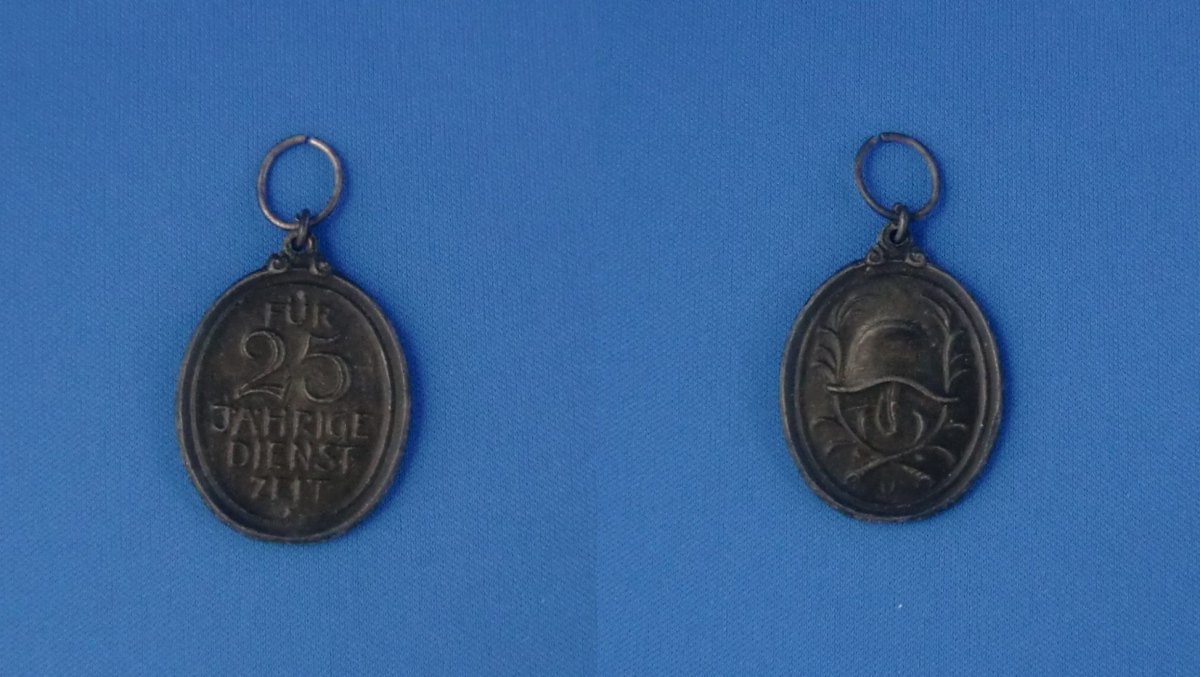 FÜR
25
JÄHRIGE
DIENST
ZEIT